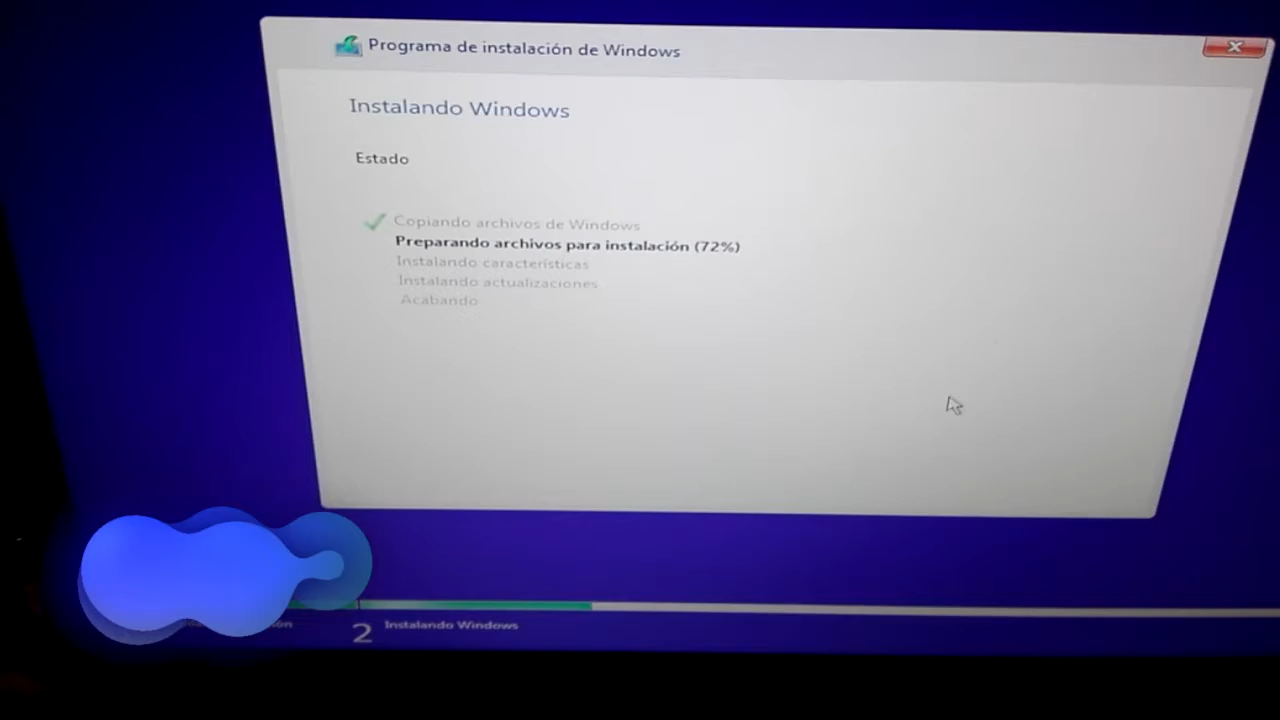 Programa de instalación de Windows
Instalando Windows
Estado
Copiando archivos de Windows
Preparando archivos para instalación (72%)
Instalando características
Instalando actualizaciones
Acabando
2 Instalando Windows